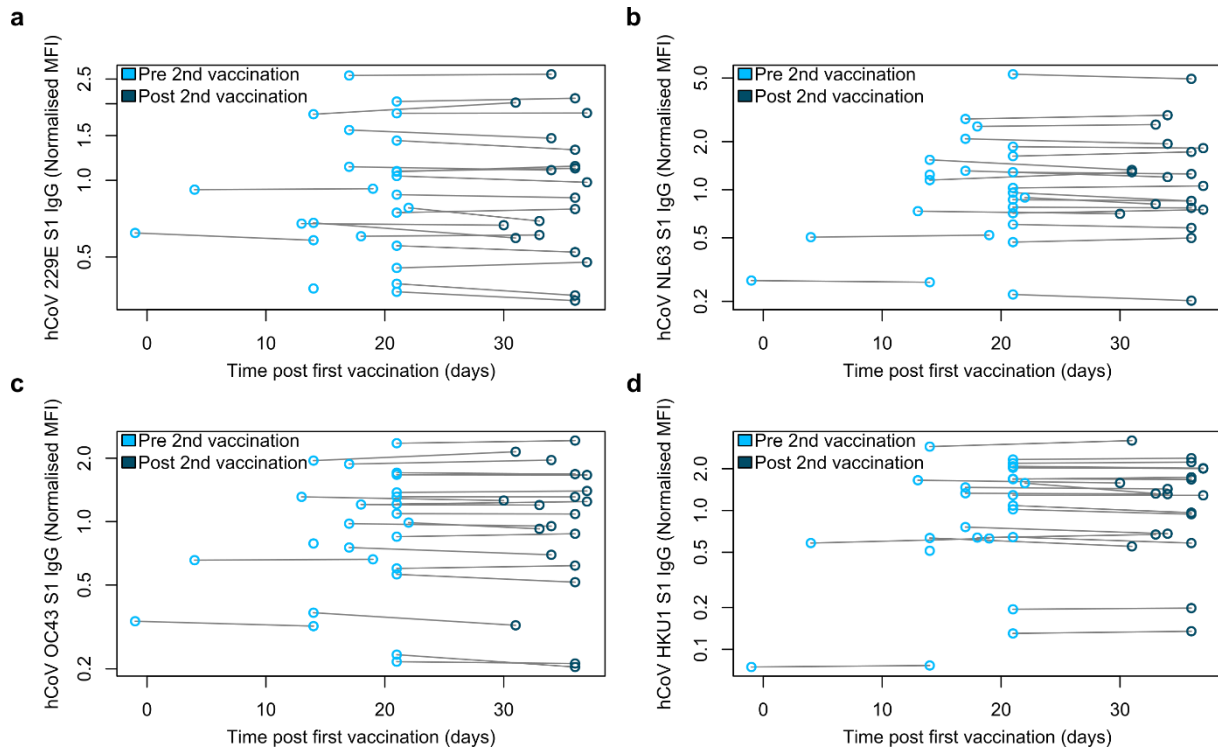 a
hCoV 229E S1 IgG (Normalised MFI)
2.5
1.5
1.0
0.5
Pre 2nd vaccination
Post 2nd vaccination
0 10 20 30
Time post first vaccination (days)
b
hCoV NL63 S1 IgG (Normalised MFI)
5.0
2.0
1.0
0.5
0.2
Pre 2nd vaccination
Post 2nd vaccination
0 10 20 30
Time post first vaccination (days)
c
hCoV OC43 S1 IgG (Normalised MFI)
2.0
1.0
0.5
0.2
Pre 2nd vaccination
Post 2nd vaccination
0 10 20 30
Time post first vaccination (days)
d
hCoV HKU1 S1 IgG (Normalised MFI)
2.0
1.0
0.5
0.2
0.1
Pre 2nd vaccination
Post 2nd vaccination
0 10 20 30
Time post first vaccination (days)